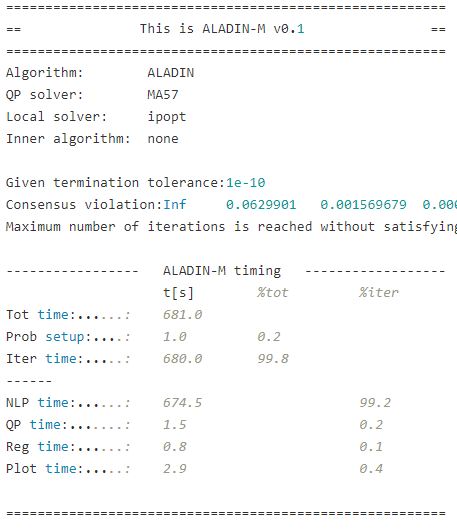 ========================================================
==               This is ALADIN-M v0.1                ==
========================================================
Algorithm:        ALADIN
QP solver:        MA57
Local solver:     ipopt
Inner algorithm:  none
Given termination tolerance:1e-10
Consensus violation:Inf     0.0629901   0.001569679  0.000
Maximum number of iterations is reached without satisfying
-----------------   ALADIN-M timing   ------------------
                    t[s]        %tot         %iter
Tot time:......:    681.0
Prob setup:....:    1.0         0.2
Iter time:.....:    680.0       99.8
------
NLP time:......:    674.5                    99.2
QP time:.......:    1.5                      0.2
Reg time:......:    0.8                      0.1
Plot time:.....:    2.9                      0.4
========================================================